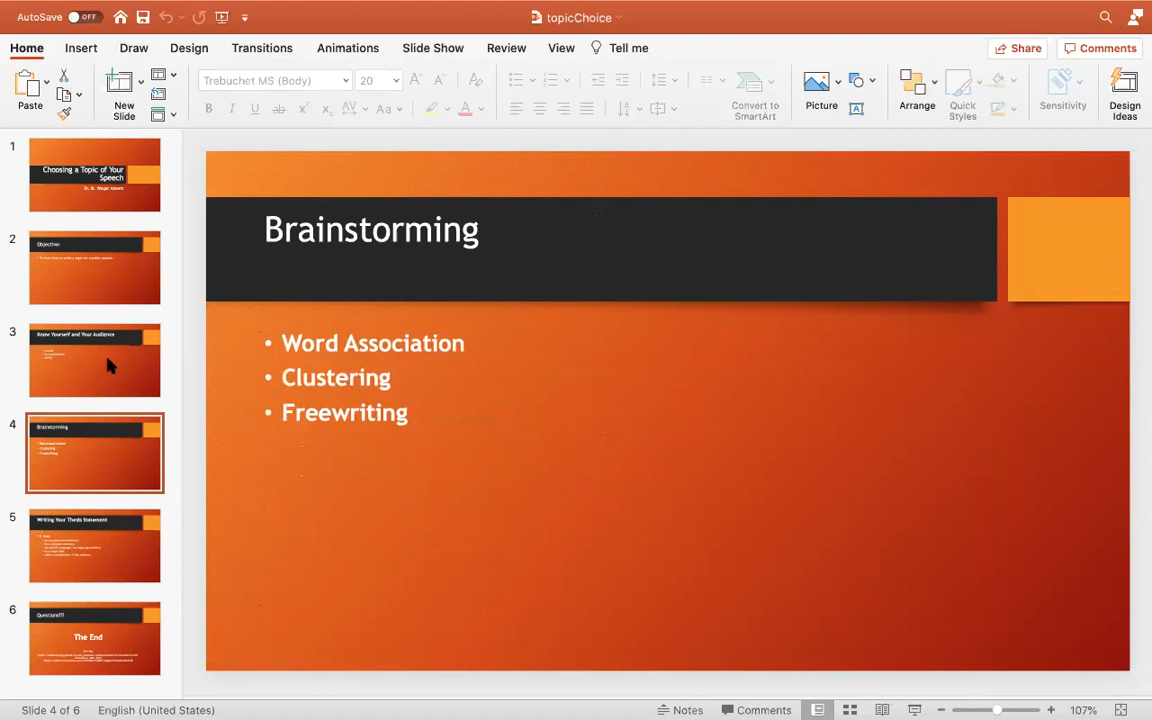 AutoSave OFF topicChoice
Home Insert Draw Design Transitions Animations Slide Show Review View Tell me Share Comments
Trebuchet MS (Body) 20
Paste New Slide Convert to SmartArt Picture Arrange Quick Styles Sensitivity Design Ideas
1
Choosing a Topic of Your
Speech
2
Objective:
3
Know Yourself and Your Audience
4
Brainstorming
5
Writing Your Thesis Statement
6
Questions???
The End
Brainstorming
• Word Association
• Clustering
• Freewriting
Slide 4 of 6 English (United States) Notes Comments 107%